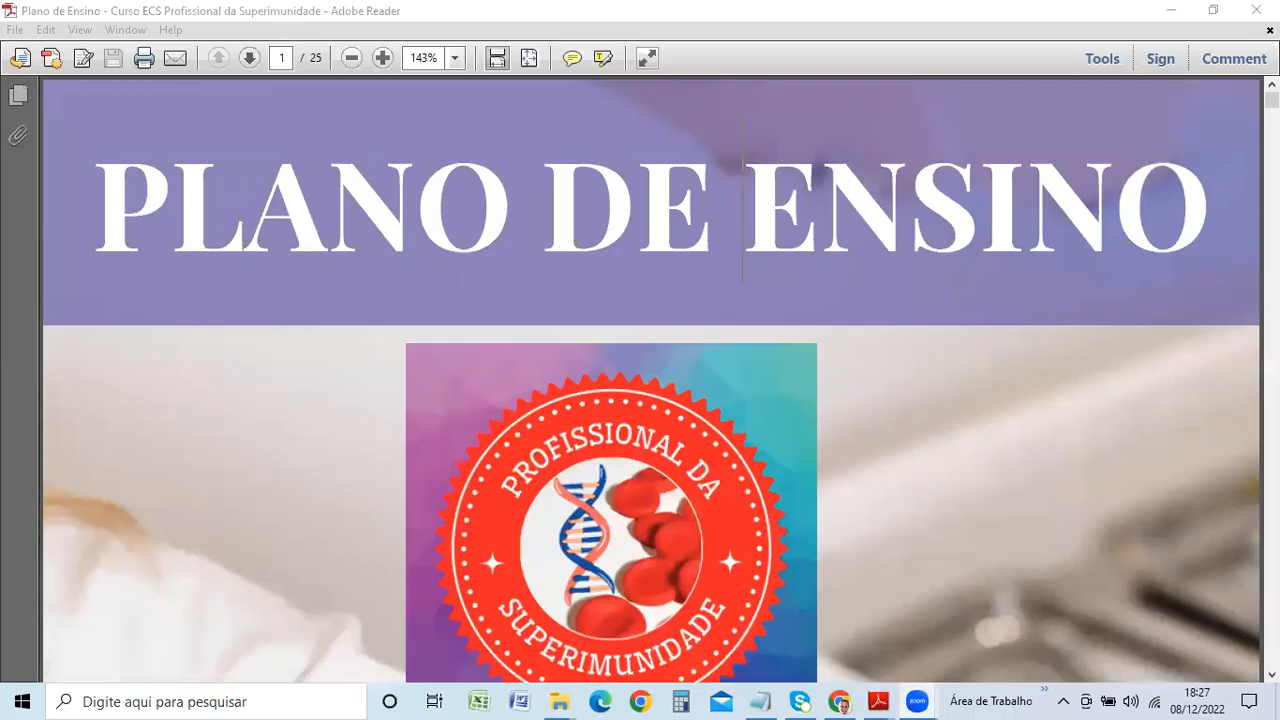 Plano de Ensino - Curso ECS Profissional da Superimunidade - Adobe Reader
File Edit View Window Help
1 / 25 143% Tools Sign Comment
PLANO DE ENSINO
PROFISSIONAL DA
SUPERIMUNIDADE
Digite aqui para pesquisar
Área de Trabalho
18:27
08/12/2022